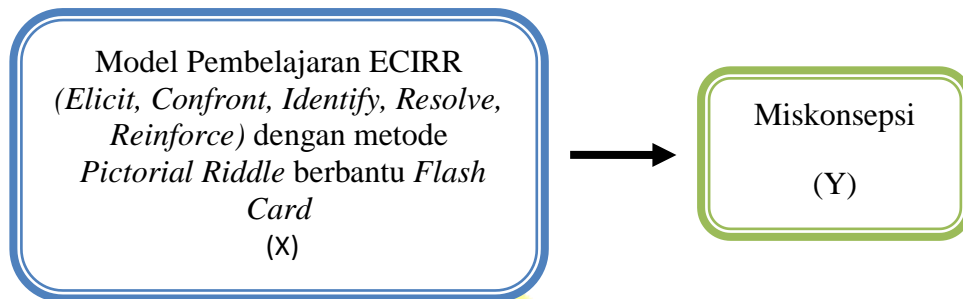 Model Pembelajaran ECIRR
(Elicit, Confront, Identify, Resolve,
Reinforce) dengan metode
Pictorial Riddle berbantu Flash
Card
(X)
Miskonsepsi
(Y)